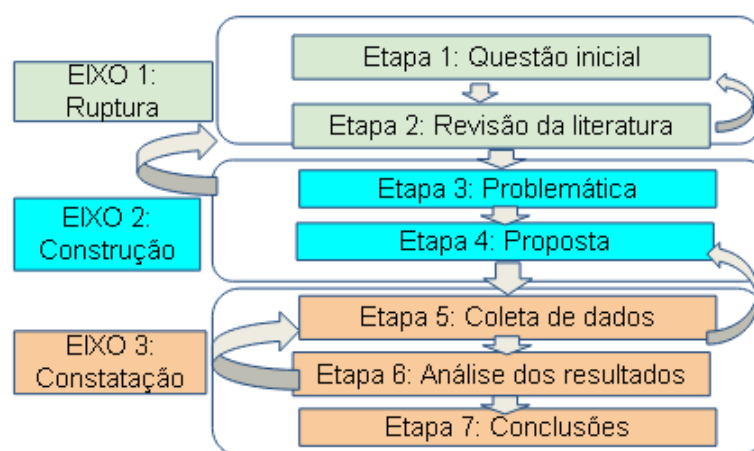 EIXO 1:
Ruptura
Etapa 1: Questão inicial
Etapa 2: Revisão da literatura
EIXO 2:
Construção
Etapa 3: Problemática
Etapa 4: Proposta
EIXO 3:
Constatação
Etapa 5: Coleta de dados
Etapa 6: Análise dos resultados
Etapa 7: Conclusões